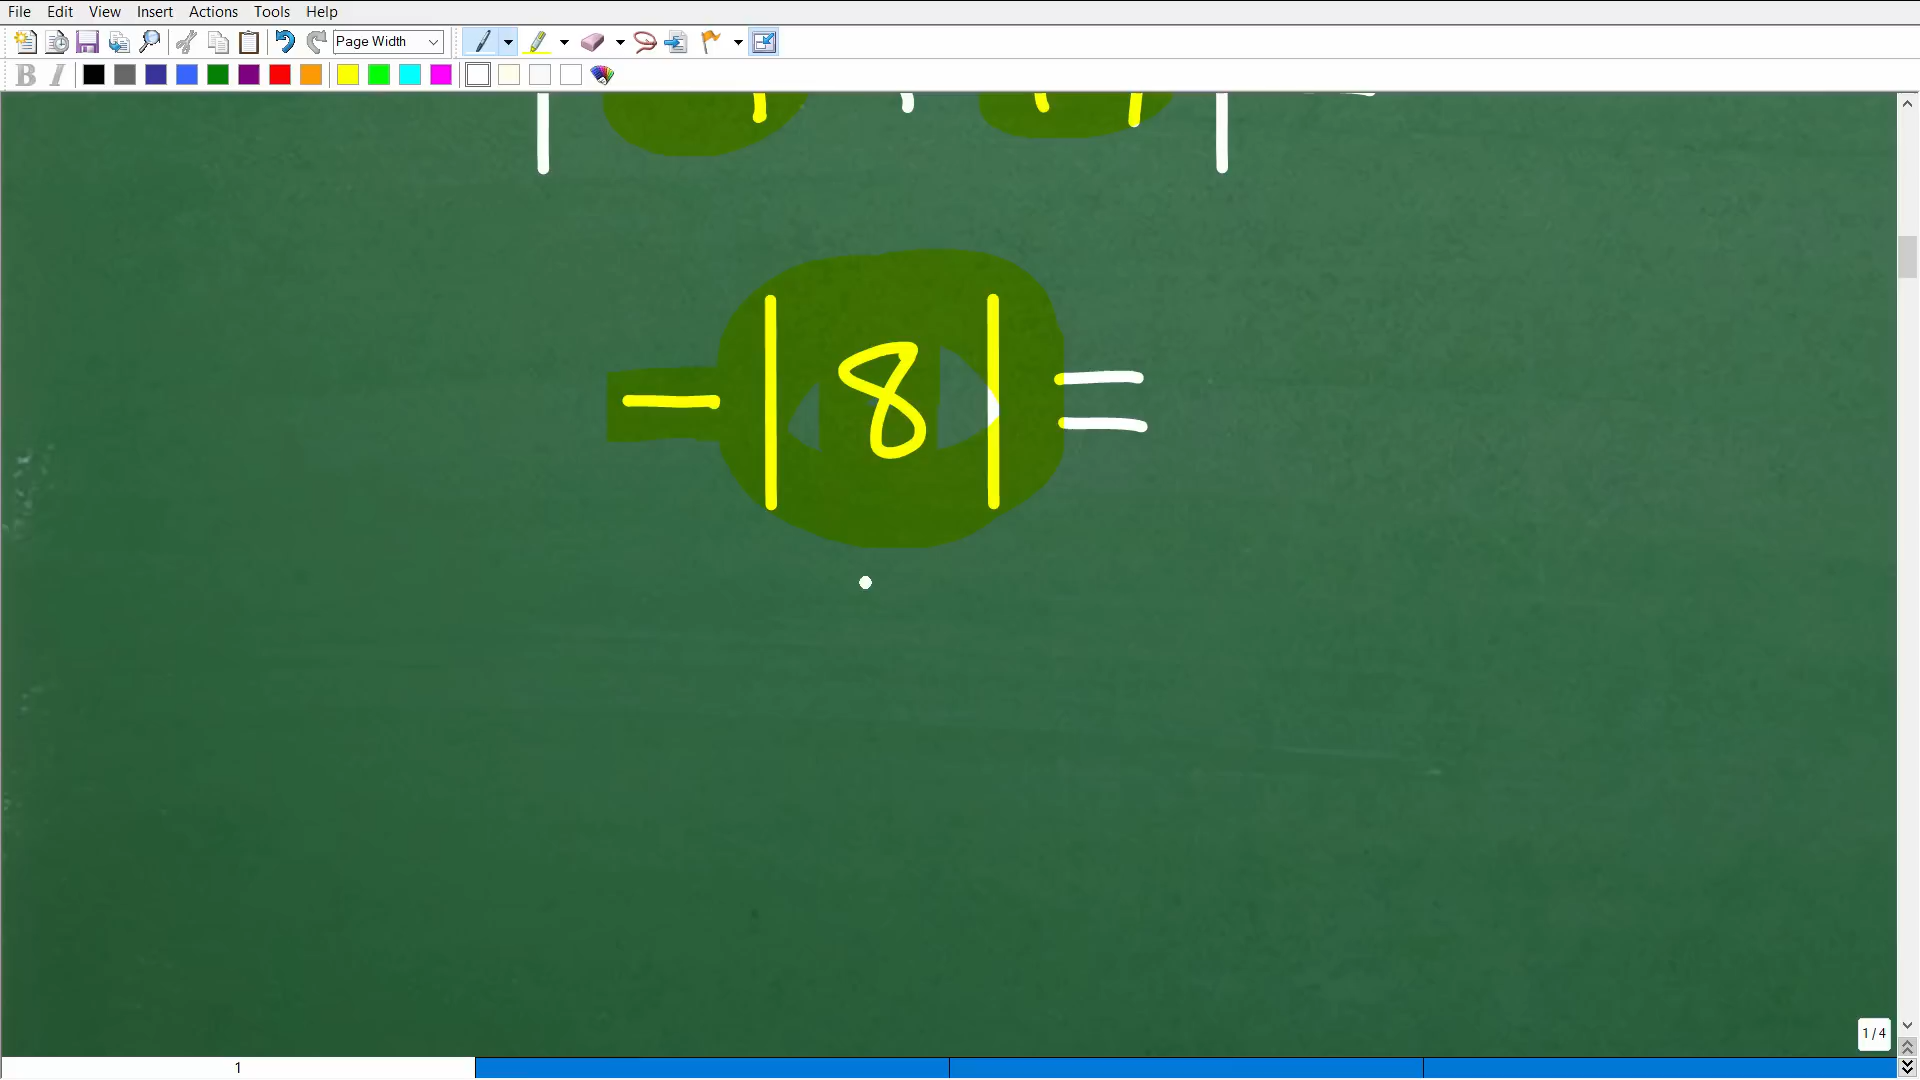 File Edit View Insert Actions Tools Help
Page Width
B I
- | 8 | =
1 / 4
1